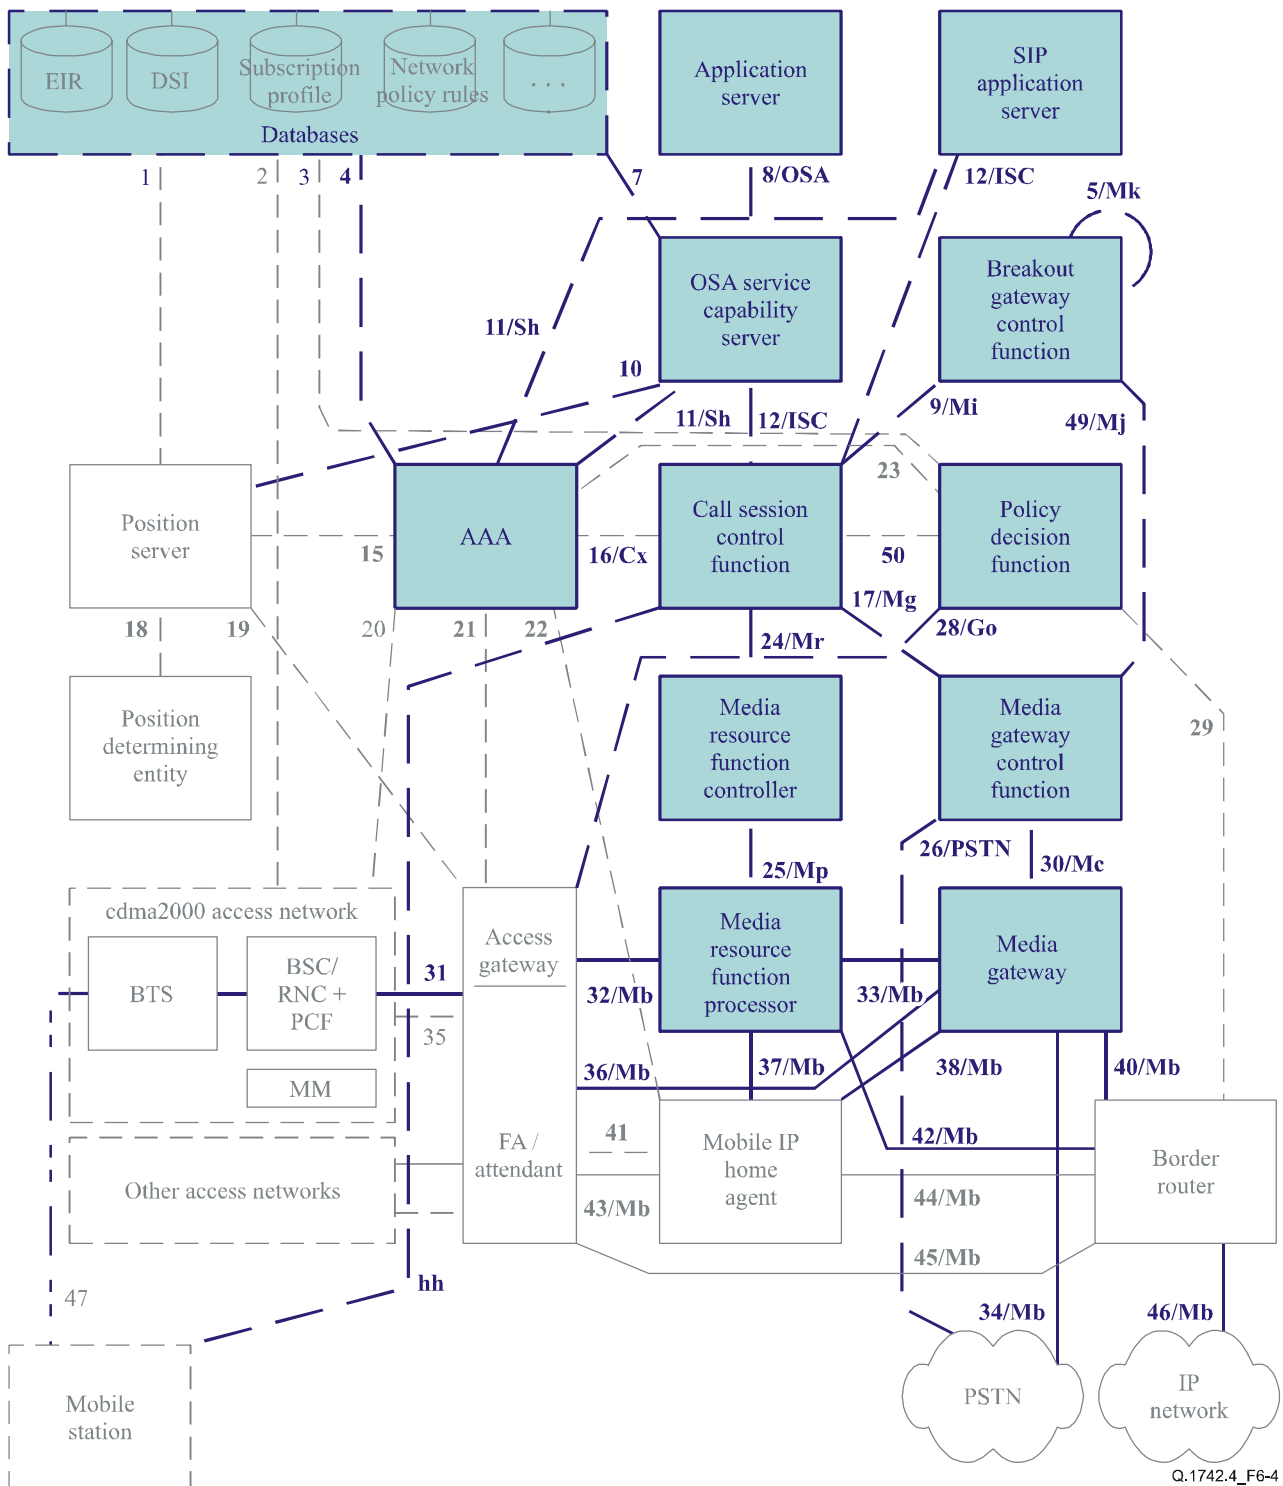 EIR
DSI
Subscription
profile
Network
policy rules
. . .
Databases
Application
server
SIP
application
server
1
2
3
4
7
8/OSA
12/ISC
5/Mk
OSA service
capability
server
Breakout
gateway
control
function
11/Sh
10
11/Sh
12/ISC
9/Mi
49/Mj
23
Position
server
15
AAA
16/Cx
Call session
control
function
50
Policy
decision
function
17/Mg
18
19
20
21
22
24/Mr
28/Go
Position
determining
entity
Media
resource
function
controller
Media
gateway
control
function
29
26/PSTN
25/Mp
30/Mc
cdma2000 access network
BTS
BSC/
RNC +
PCF
MM
31
35
Access
gateway
32/Mb
Media
resource
function
processor
33/Mb
Media
gateway
36/Mb
37/Mb
38/Mb
40/Mb
FA /
attendant
41
Mobile IP
home
agent
42/Mb
Border
router
Other access networks
43/Mb
44/Mb
45/Mb
hh
47
34/Mb
46/Mb
Mobile
station
PSTN
IP
network
Q.1742.4_F6-4